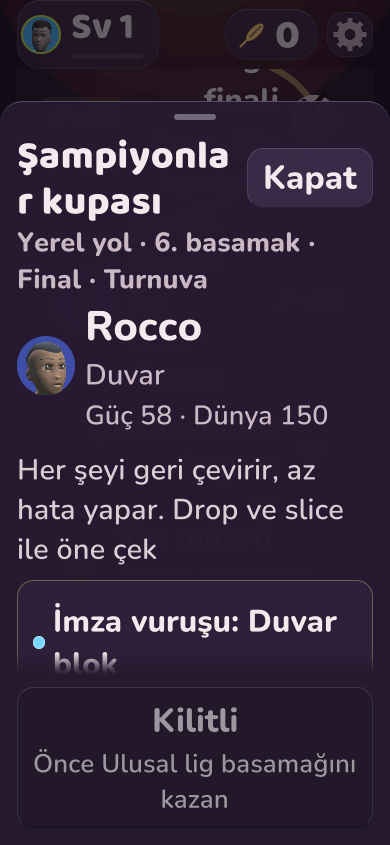 Sv 1
0
finali
Şampiyonla
r kupası
Kapat
Yerel yol · 6. basamak ·
Final · Turnuva
Rocco
Duvar
Güç 58 · Dünya 150
Her şeyi geri çevirir, az
hata yapar. Drop ve slice
ile öne çek
İmza vuruşu: Duvar
blok
Kilitli
Önce Ulusal lig basamağını
kazan